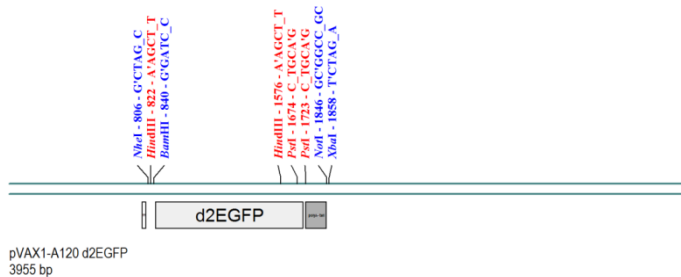 NheI - 806 - G'CTAG_C
HindIII - 822 - A'AGCT_T
BamHI - 840 - G'GATC_C
HindIII - 1576 - A'AGCT_T
PstI - 1674 - C_TGCA'G
PstI - 1723 - C_TGCA'G
NotI - 1846 - GC'GGCC_GC
XbaI - 1858 - T'CTAG_A
d2EGFP
pVAX1-A120 d2EGFP
3955 bp